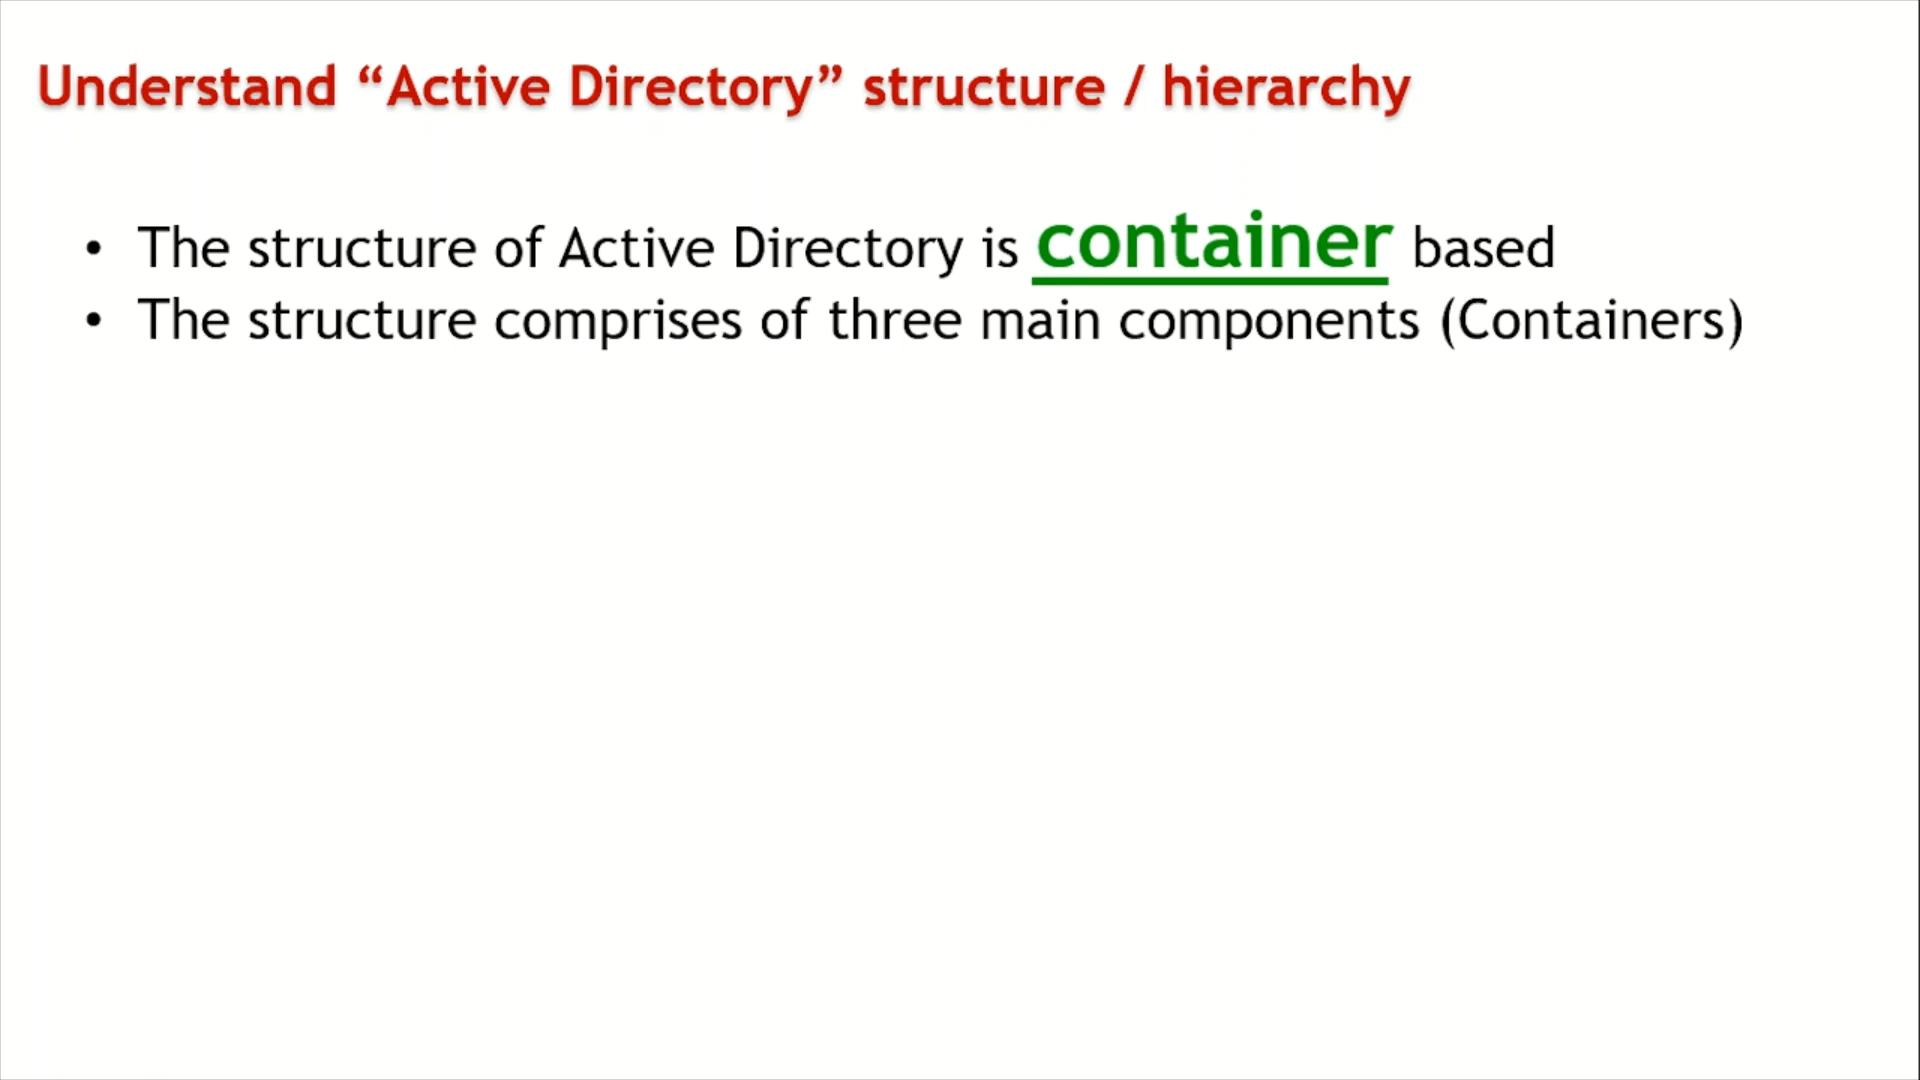 Understand “Active Directory” structure / hierarchy
• The structure of Active Directory is container based
• The structure comprises of three main components (Containers)